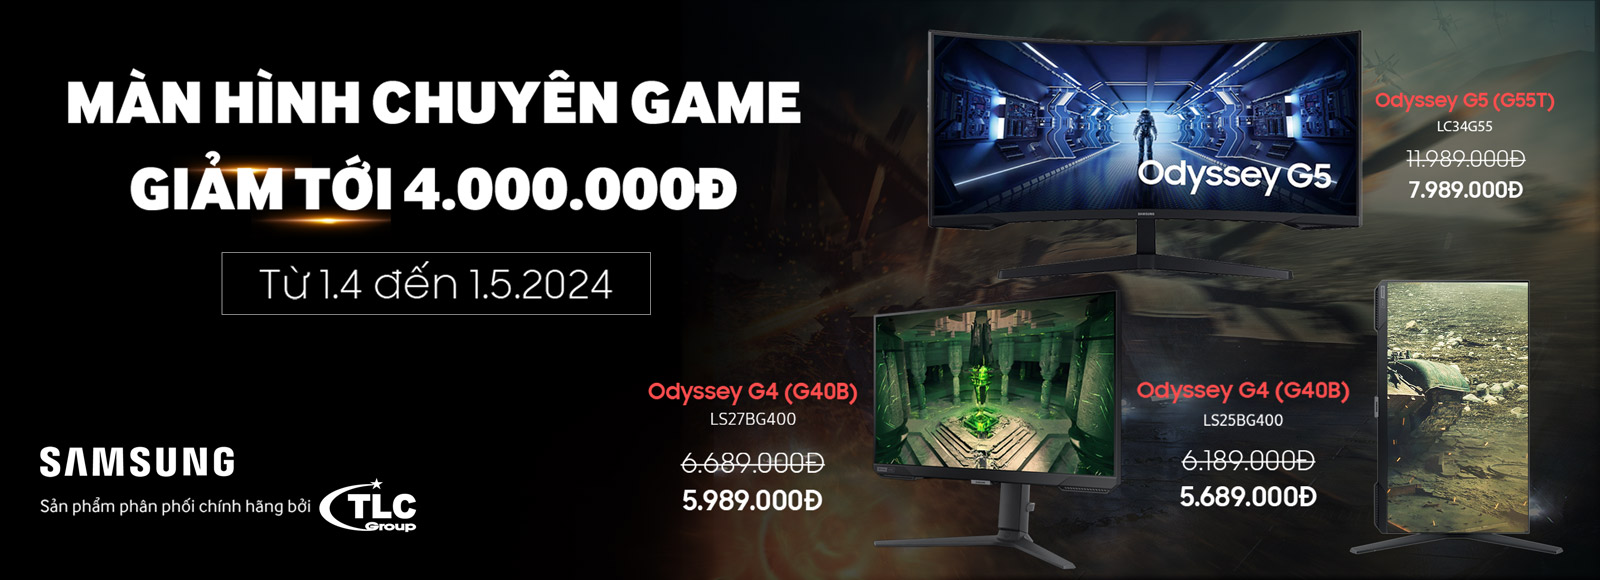 MÀN HÌNH CHUYÊN GAME
GIẢM TỚI 4.000.000Đ
Từ 1.4 đến 1.5.2024
SAMSUNG
Sản phẩm phân phối chính hãng bởi
TLC
Group
Odyssey G5
SAMSUNG
Odyssey G5 (G55T)
LC34G55
11.989.000Đ
7.989.000Đ
Odyssey G4 (G40B)
LS27BG400
6.689.000Đ
5.989.000Đ
Odyssey G4 (G40B)
LS25BG400
6.189.000Đ
5.689.000Đ